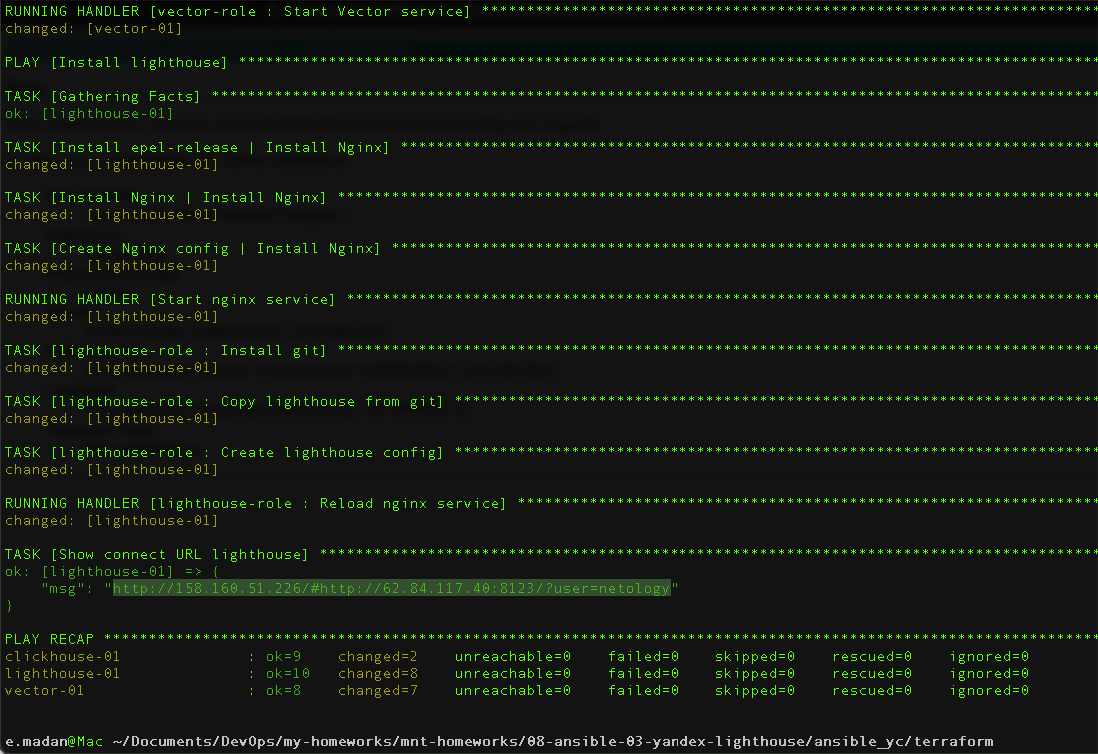 RUNNING HANDLER [vector-role : Start Vector service] *********************************************************************
changed: [vector-01]
PLAY [Install lighthouse] ************************************************************************************************
TASK [Gathering Facts] ***************************************************************************************************
ok: [lighthouse-01]
TASK [Install epel-release | Install Nginx] ******************************************************************************
changed: [lighthouse-01]
TASK [Install Nginx | Install Nginx] *************************************************************************************
changed: [lighthouse-01]
TASK [Create Nginx config | Install Nginx] *******************************************************************************
changed: [lighthouse-01]
RUNNING HANDLER [Start nginx service] ************************************************************************************
changed: [lighthouse-01]
TASK [lighthouse-role : Install git] *************************************************************************************
changed: [lighthouse-01]
TASK [lighthouse-role : Copy lighthouse from git] ************************************************************************
changed: [lighthouse-01]
TASK [lighthouse-role : Create lighthouse config] ************************************************************************
changed: [lighthouse-01]
RUNNING HANDLER [lighthouse-role : Reload nginx service] *****************************************************************
changed: [lighthouse-01]
TASK [Show connect URL lighthouse] ***************************************************************************************
ok: [lighthouse-01] => {
    "msg": "http://158.160.51.226/#http://62.84.117.40:8123/?user=netology"
}
PLAY RECAP ***************************************************************************************************************
clickhouse-01              : ok=9    changed=2    unreachable=0    failed=0    skipped=0    rescued=0    ignored=0
lighthouse-01              : ok=10   changed=8    unreachable=0    failed=0    skipped=0    rescued=0    ignored=0
vector-01                  : ok=8    changed=7    unreachable=0    failed=0    skipped=0    rescued=0    ignored=0
e.madan@Mac ~/Documents/DevOps/my-homeworks/mnt-homeworks/08-ansible-03-yandex-lighthouse/ansible_yc/terraform